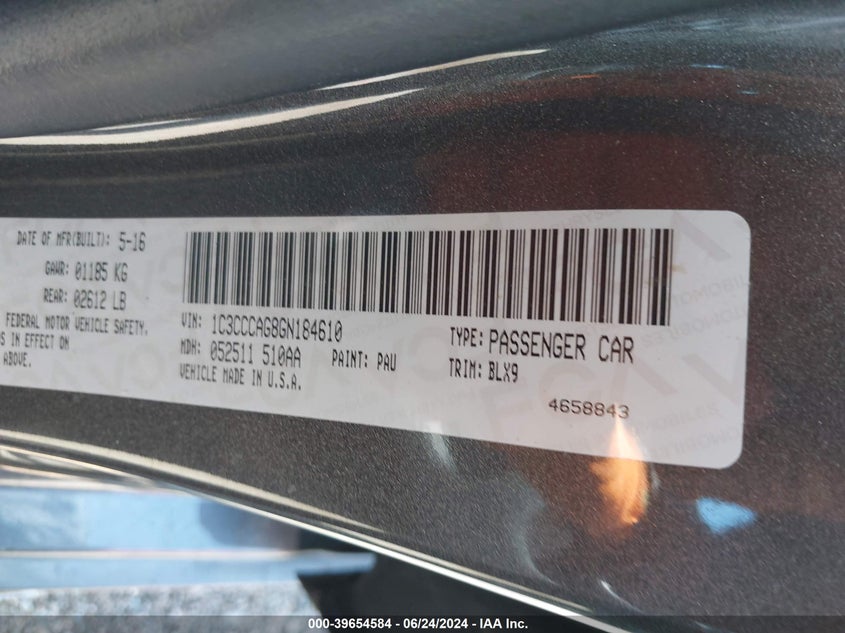 DATE OF MFR(BUILT): 5-16
GAWR: 01185 KG
REAR: 02612 LB
FEDERAL MOTOR VEHICLE SAFETY.
S IN EFFECT ON
ABOVE.
VIN: 1C3CCCAG8GN184610
MDH: 052511 510AA PAINT: PAU
VEHICLE MADE IN U.S.A.
TYPE: PASSENGER CAR
TRIM: BLX9
4658843
000-39654584 - 06/24/2024 - IAA Inc.